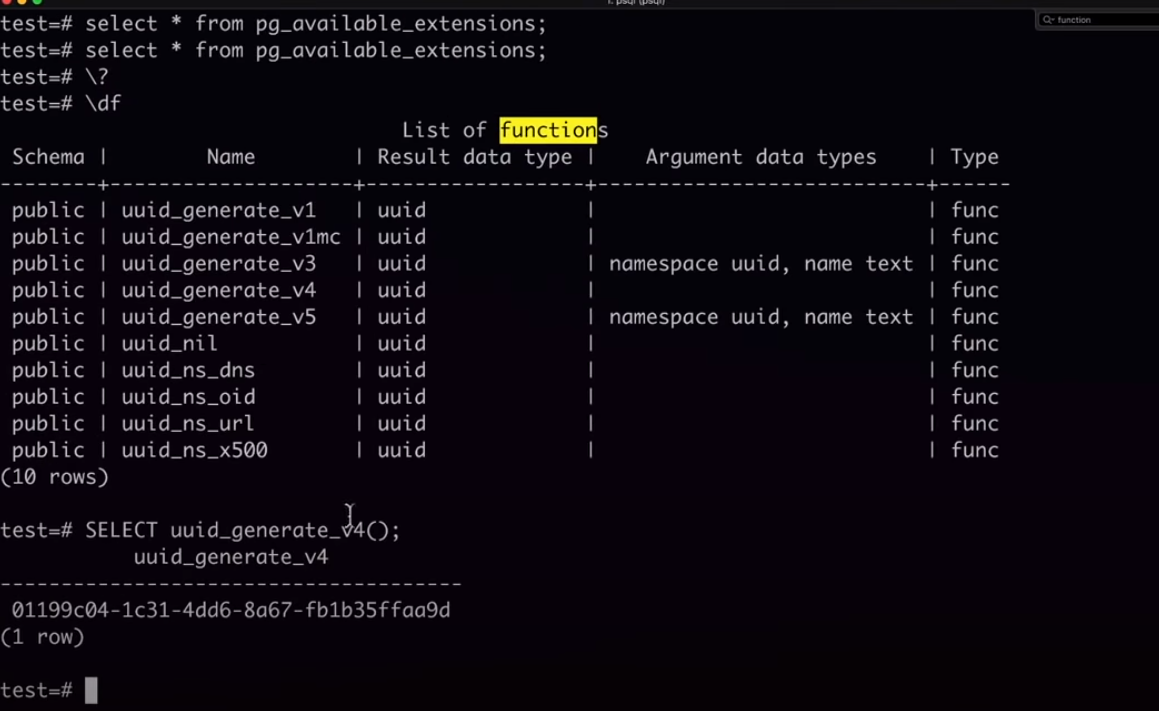 1. psql (psql)
function
test=# select * from pg_available_extensions;
test=# select * from pg_available_extensions;
test=# \?
test=# \df
List of functions
Schema | Name | Result data type | Argument data types | Type
--------+--------------------+------------------+---------------------------+------
public | uuid_generate_v1 | uuid | | func
public | uuid_generate_v1mc | uuid | | func
public | uuid_generate_v3 | uuid | namespace uuid, name text | func
public | uuid_generate_v4 | uuid | | func
public | uuid_generate_v5 | uuid | namespace uuid, name text | func
public | uuid_nil | uuid | | func
public | uuid_ns_dns | uuid | | func
public | uuid_ns_oid | uuid | | func
public | uuid_ns_url | uuid | | func
public | uuid_ns_x500 | uuid | | func
(10 rows)
test=# SELECT uuid_generate_v4();
uuid_generate_v4
--------------------------------------
01199c04-1c31-4dd6-8a67-fb1b35ffaa9d
(1 row)
test=#